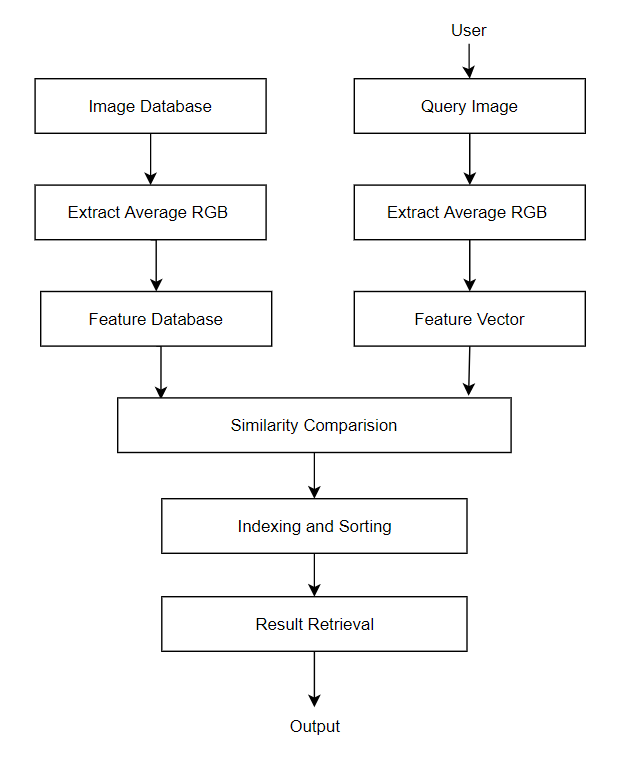 User
Image Database
Query Image
Extract Average RGB
Extract Average RGB
Feature Database
Feature Vector
Similarity Comparision
Indexing and Sorting
Result Retrieval
Output